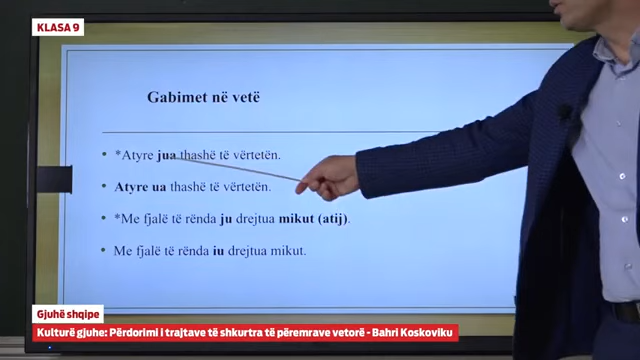 KLASA 9
Gabimet në vetë
• *Atyre jua thashë të vërtetën.
• Atyre ua thashë të vërtetën.
• *Me fjalë të rënda ju drejtua mikut (atij).
• Me fjalë të rënda iu drejtua mikut.
Gjuhë shqipe
Kulturë gjuhe: Përdorimi i trajtave të shkurtra të përemrave vetorë - Bahri Koskoviku